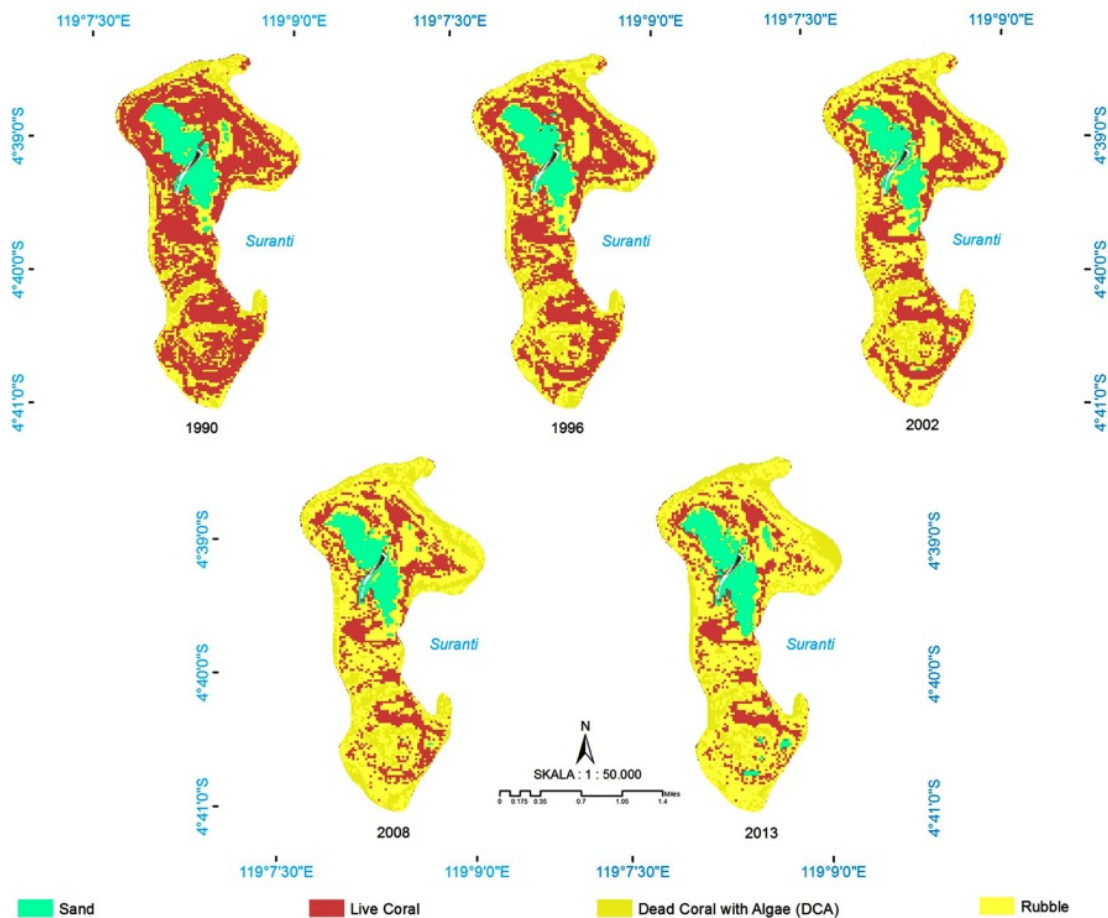 119°7'30"E 119°9'0"E 119°7'30"E 119°9'0"E 119°7'30"E 119°9'0"E
4°39'0"S 4°39'0"S
Suranti Suranti Suranti
4°40'0"S 4°40'0"S
4°41'0"S 4°41'0"S
1990 1996 2002
4°39'0"S 4°39'0"S
Suranti Suranti
4°40'0"S 4°40'0"S
N
SKALA : 1 : 50.000
0 0.175 0.35 0.7 1.05 1.4 Miles
4°41'0"S 4°41'0"S
2008 2013
119°7'30"E 119°9'0"E 119°7'30"E 119°9'0"E
Sand Live Coral Dead Coral with Algae (DCA) Rubble